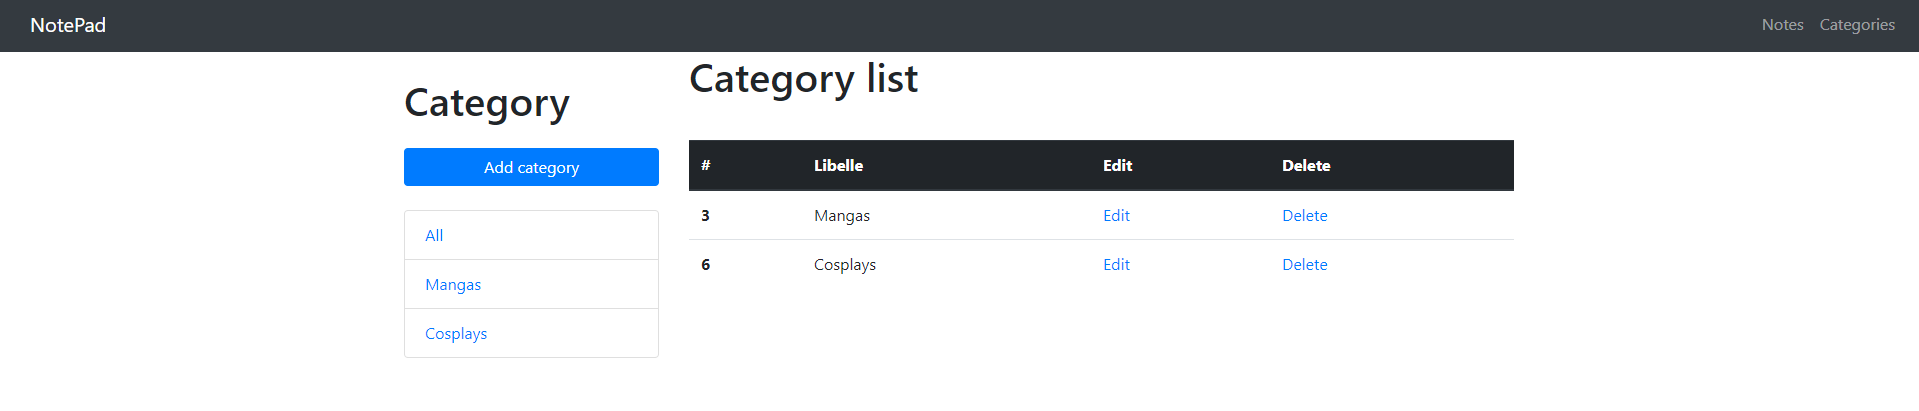 NotePad Notes Categories
Category
Add category
All
Mangas
Cosplays
Category list
# Libelle Edit Delete
3 Mangas Edit Delete
6 Cosplays Edit Delete